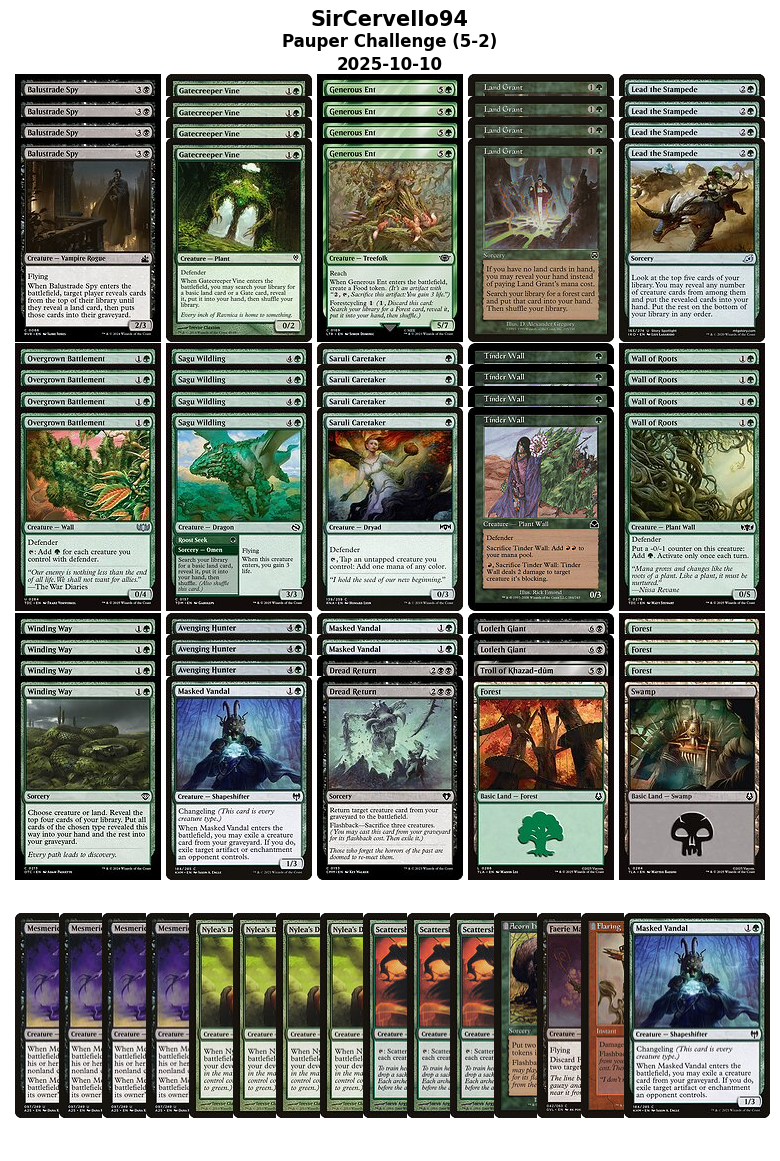 SirCervello94
Pauper Challenge (5-2)
2025-10-10
Balustrade Spy
Balustrade Spy
Balustrade Spy
Balustrade Spy
Creature — Vampire Rogue
Flying
When Balustrade Spy enters the
battlefield, target player reveals cards
from the top of their library until
they reveal a land card, then puts
those cards into their graveyard.
2/3
Gatecreeper Vine
Gatecreeper Vine
Gatecreeper Vine
Gatecreeper Vine
Creature — Plant
Defender
When Gatecreeper Vine enters the
battlefield, you may search your library
for a basic land card or a Gate card, reveal
it, put it into your hand, then shuffle your
library.
Every inch of Ravnica is home to something.
0/2
Generous Ent
Generous Ent
Generous Ent
Generous Ent
Creature — Treefolk
Reach
When Generous Ent enters the
battlefield, create a Food token. (It's an artifact with
"2, T, Sacrifice this artifact: You gain 3 life.")
Forestcycling 1 (1, Discard this card:
Search your library for a Forest card, reveal it,
put it into your hand, then shuffle.)
5/7
Land Grant
Land Grant
Land Grant
Land Grant
Sorcery
If you have no land cards in hand,
you may reveal your hand instead
of paying Land Grant's mana cost.
Search your library for a forest card
and put that card into your hand.
Then shuffle your library.
Illus. D. Alexander Gregory
Lead the Stampede
Lead the Stampede
Lead the Stampede
Lead the Stampede
Sorcery
Look at the top five cards of your
library. You may reveal any number
of creature cards from among them
and put the revealed cards into your
hand. Put the rest on the bottom of
your library in any order.
Overgrown Battlement
Overgrown Battlement
Overgrown Battlement
Overgrown Battlement
Creature — Wall
Defender
T: Add G for each creature you
control with defender.
"Our enemy is nothing less than the end
of all life. We shall not want for allies."
—The War Diaries
0/4
Sagu Wildling
Sagu Wildling
Sagu Wildling
Sagu Wildling
Creature — Dragon
Roost Seek
Sorcery — Omen
Search your library
for a basic land card,
reveal it, put it into
your hand, then
shuffle. (Also shuffle
this card.)
Flying
When this creature
enters, you gain 3
life.
3/3
Saruli Caretaker
Saruli Caretaker
Saruli Caretaker
Saruli Caretaker
Creature — Dryad
Defender
T, Tap an untapped creature you
control: Add one mana of any color.
"I hold the seed of our new beginning."
0/3
Tinder Wall
Tinder Wall
Tinder Wall
Tinder Wall
Creature — Plant Wall
Defender
Sacrifice Tinder Wall: Add R R to
your mana pool.
R, Sacrifice Tinder Wall: Tinder
Wall deals 2 damage to target
creature it's blocking.
Illus. Rick Emond
0/3
Wall of Roots
Wall of Roots
Wall of Roots
Wall of Roots
Creature — Plant Wall
Defender
Put a -0/-1 counter on this creature:
Add G. Activate only once each turn.
"Mana grows and changes like the
roots of a plant. Like a plant, it must be
nurtured."
—Nissa Revane
0/5
Winding Way
Winding Way
Winding Way
Winding Way
Sorcery
Choose creature or land. Reveal the
top four cards of your library. Put all
cards of the chosen type revealed this
way into your hand and the rest into
your graveyard.
Every path leads to discovery.
Avenging Hunter
Avenging Hunter
Avenging Hunter
Masked Vandal
Creature — Shapeshifter
Changeling (This card is every
creature type.)
When Masked Vandal enters the
battlefield, you may exile a creature
card from your graveyard. If you do,
exile target artifact or enchantment
an opponent controls.
1/3
Masked Vandal
Masked Vandal
Dread Return
Dread Return
Sorcery
Return target creature card from your
graveyard to the battlefield.
Flashback—Sacrifice three creatures.
(You may cast this card from your graveyard
for its flashback cost. Then exile it.)
Those who forget the horrors of the past are
doomed to re-meet them.
Lotleth Giant
Lotleth Giant
Troll of Khazad-dûm
Forest
Basic Land — Forest
Forest
Forest
Forest
Swamp
Basic Land — Swamp
Mesmeric
Mesmeric
Mesmeric
Mesmeric
Nylea's D
Nylea's D
Nylea's D
Nylea's D
Scattersh
Scattersh
Scattersh
Acorn H
Faerie Ma
Flaring
Masked Vandal
Creature — Shapeshifter
Changeling (This card is every
creature type.)
When Masked Vandal enters the
battlefield, you may exile a creature
card from your graveyard. If you do,
exile target artifact or enchantment
an opponent controls.
1/3